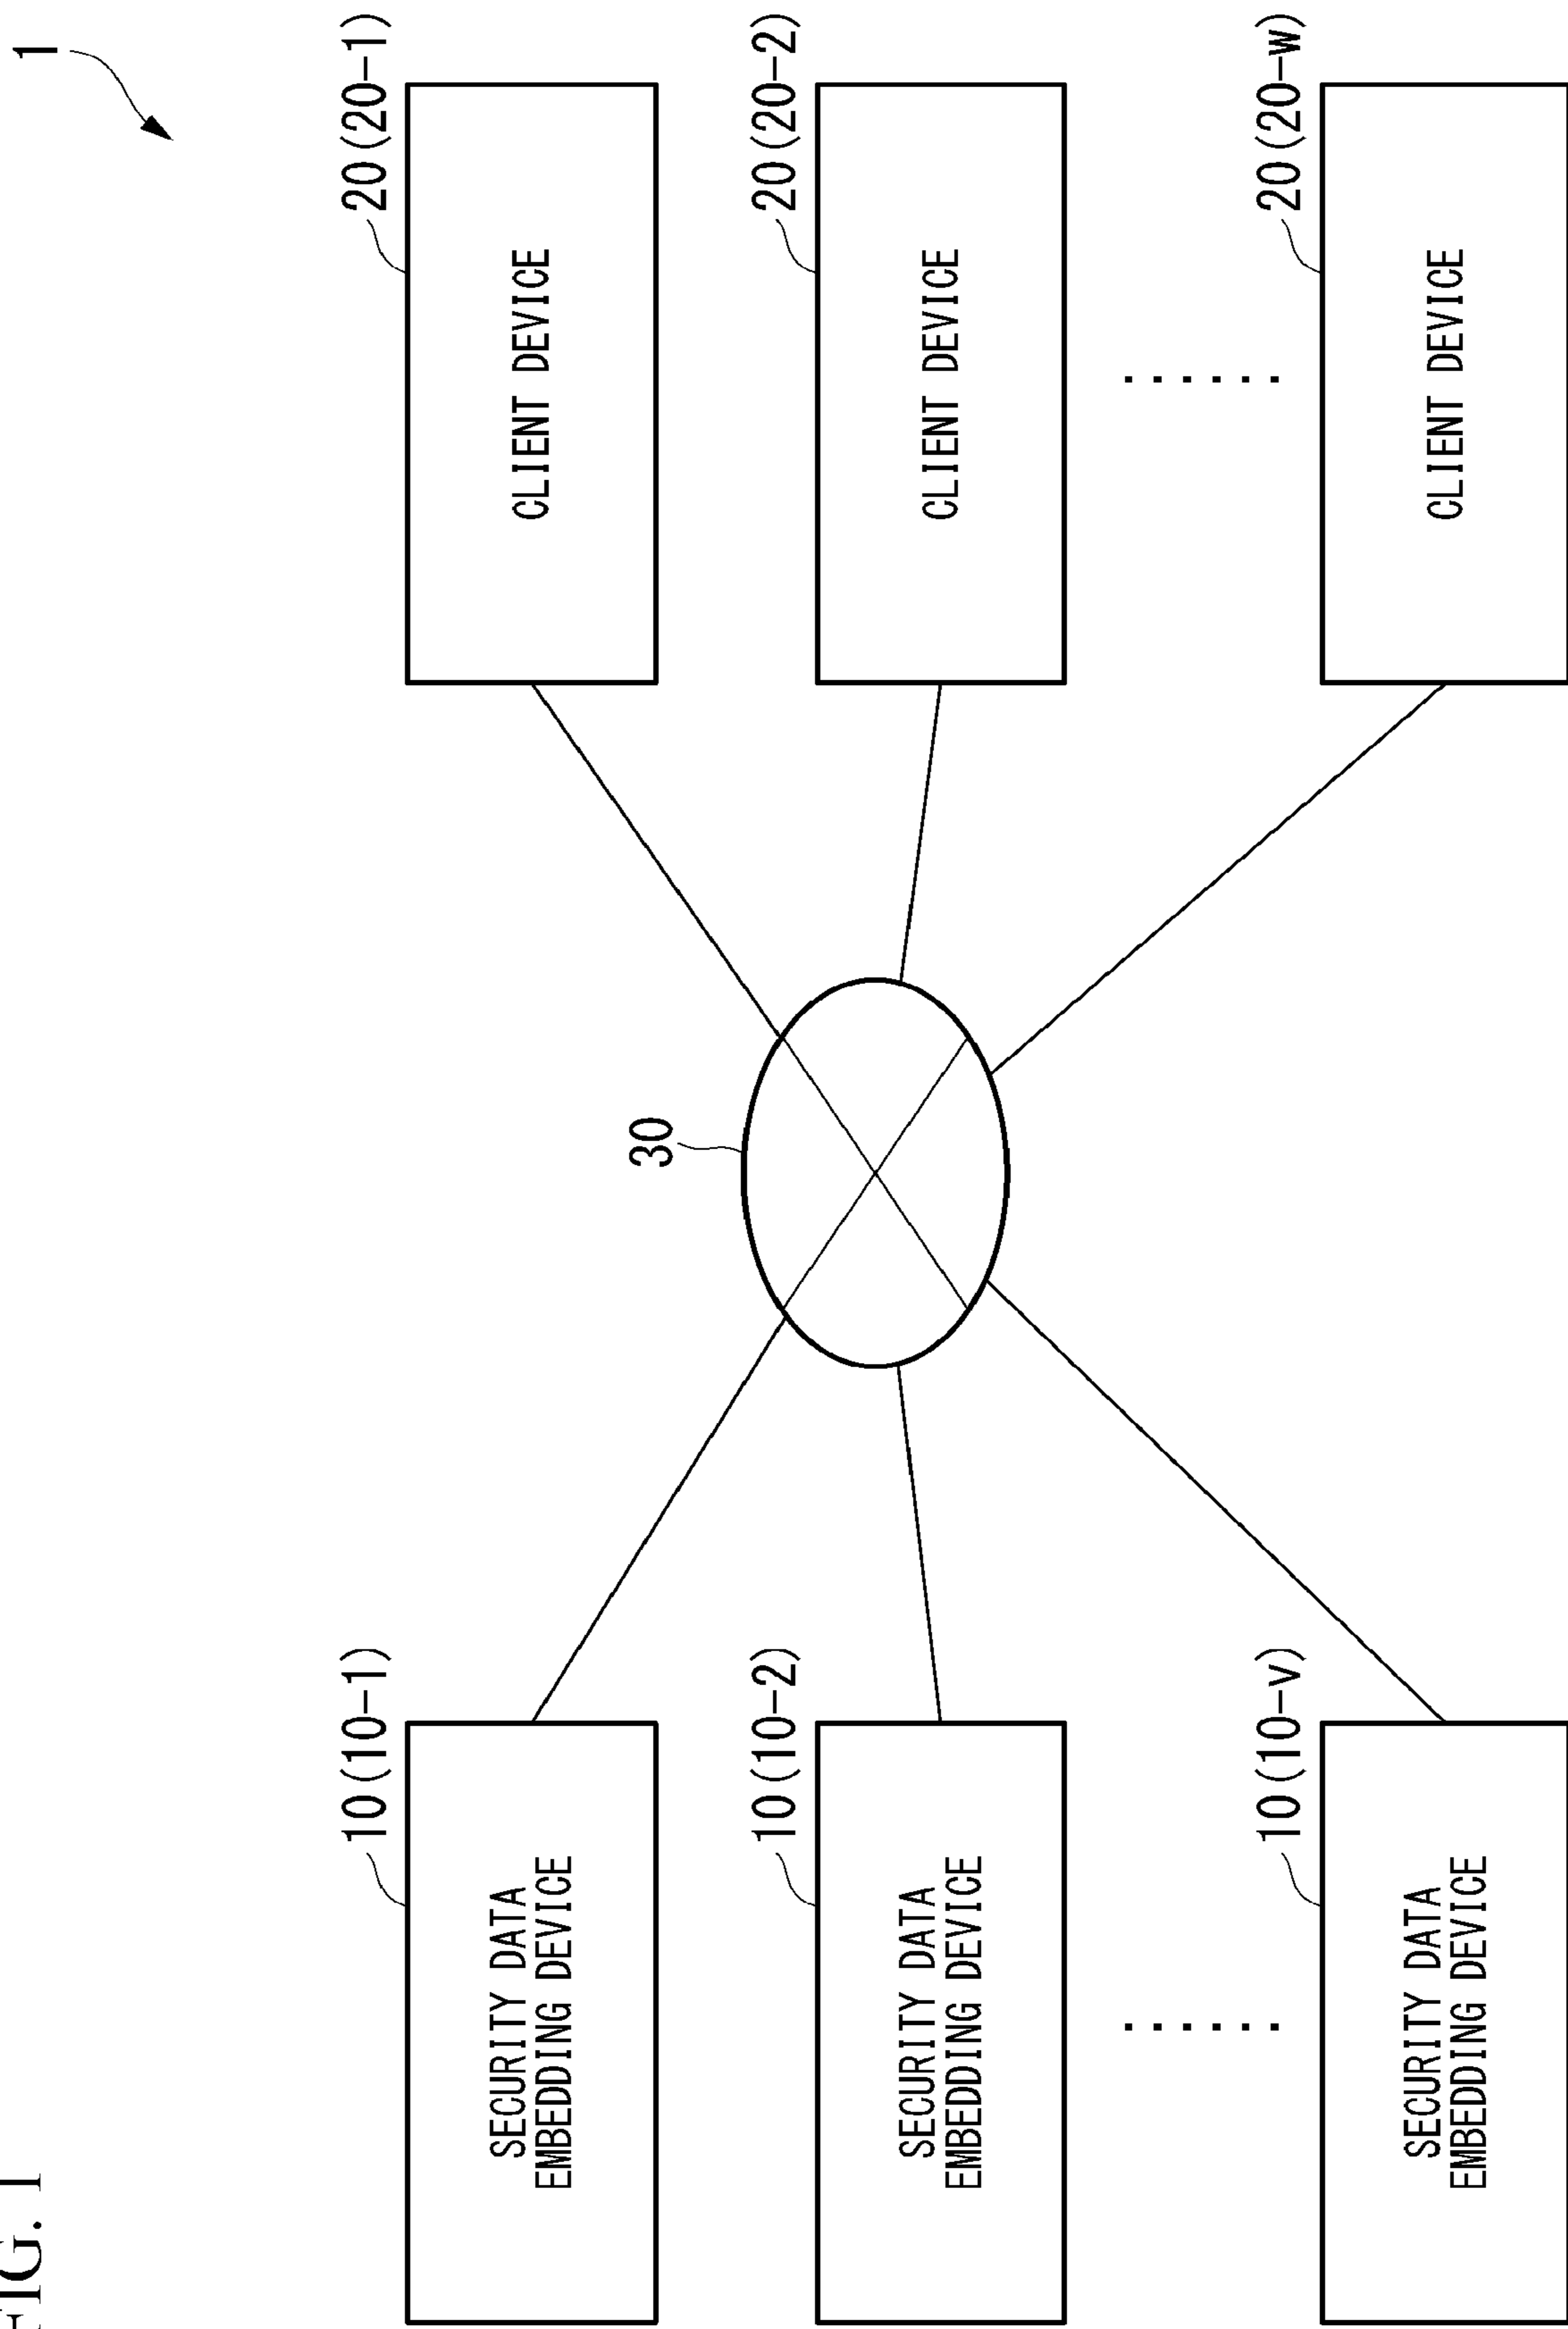 FIG. 1
1
10(10-1)
SECURITY DATA
EMBEDDING DEVICE
20(20-1)
CLIENT DEVICE
30
10(10-2)
SECURITY DATA
EMBEDDING DEVICE
20(20-2)
CLIENT DEVICE
......
......
10(10-v)
SECURITY DATA
EMBEDDING DEVICE
20(20-w)
CLIENT DEVICE